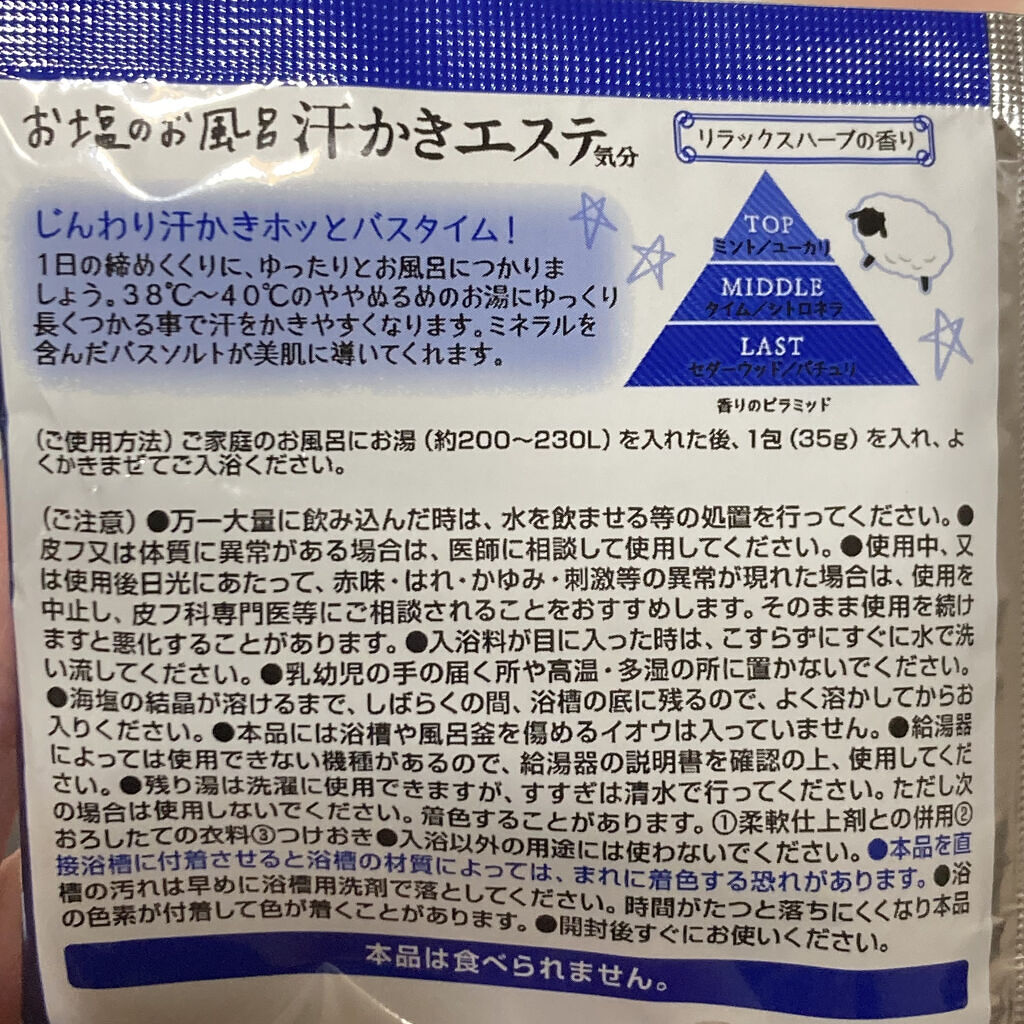 お塩のお風呂 汗かきエステ気分
リラックスハーブの香り
じんわり汗かきホッとバスタイム！
1日の締めくくりに、ゆったりとお風呂につかりま
しょう。38℃～40℃のややぬるめのお湯にゆっくり
長くつかる事で汗をかきやすくなります。ミネラルを
含んだバスソルトが美肌に導いてくれます。
TOP
ミント/ユーカリ
MIDDLE
タイム/シトロネラ
LAST
セダーウッド/パチュリ
香りのピラミッド
（ご使用方法）ご家庭のお風呂にお湯（約200～230L）を入れた後、1包（35g）を入れ、よ
くかきまぜてご入浴ください。
（ご注意）●万一大量に飲み込んだ時は、水を飲ませる等の処置を行ってください。●
皮フ又は体質に異常がある場合は、医師に相談して使用してください。●使用中、又
は使用後日光にあたって、赤味・はれ・かゆみ・刺激等の異常が現れた場合は、使用を
中止し、皮フ科専門医等にご相談されることをおすすめします。そのまま使用を続け
ますと悪化することがあります。●入浴料が目に入った時は、こすらずにすぐに水で洗
い流してください。●乳幼児の手の届く所や高温・多湿の所に置かないでください。
●海塩の結晶が溶けるまで、しばらくの間、浴槽の底に残るので、よく溶かしてからお
入りください。●本品には浴槽や風呂釜を傷めるイオウは入っていません。●給湯器
によっては使用できない機種があるので、給湯器の説明書を確認の上、使用してくだ
さい。●残り湯は洗濯に使用できますが、すすぎは清水で行ってください。ただし次
の場合は使用しないでください。着色することがあります。①柔軟仕上剤との併用②
おろしたての衣料③つけおき●入浴以外の用途には使わないでください。●本品を直
接浴槽に付着させると浴槽の材質によっては、まれに着色する恐れがあります。●浴
槽の汚れは早めに浴槽用洗剤で落としてください。時間がたつと落ちにくくなり本品
の色素が付着して色が着くことがあります。●開封後すぐにお使いください。
本品は食べられません。